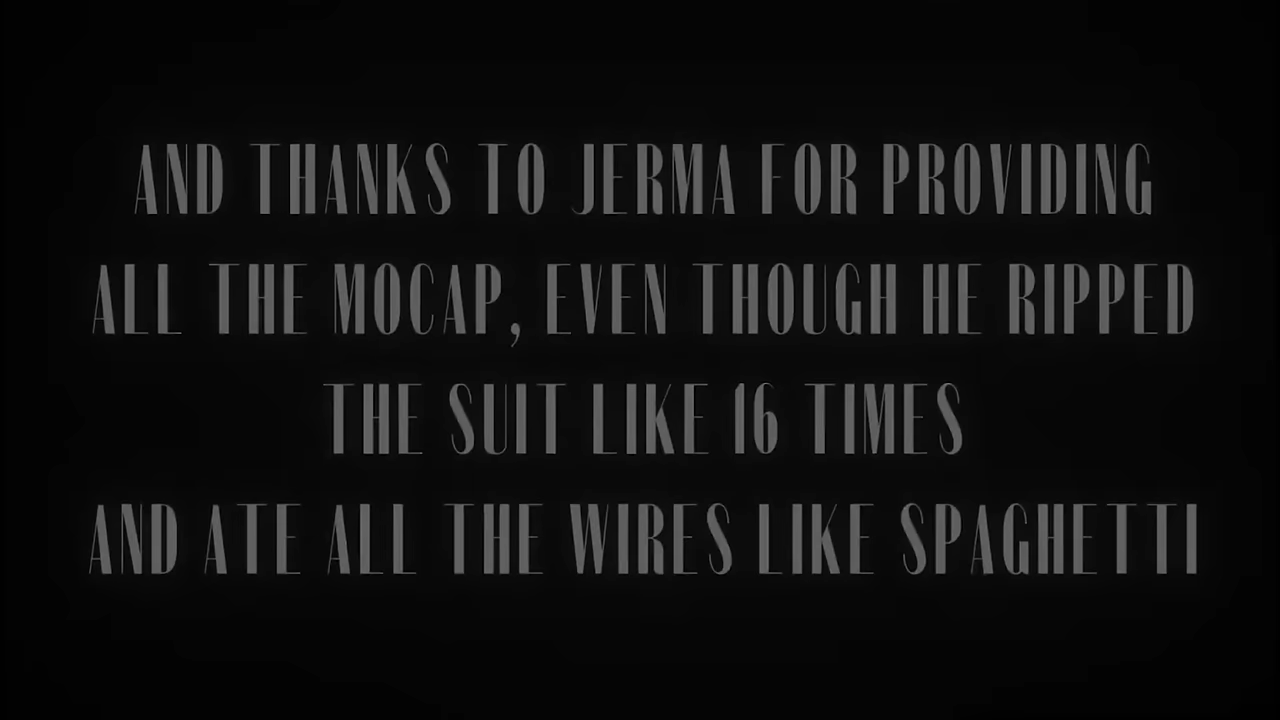 AND THANKS TO JERMA FOR PROVIDING
ALL THE MOCAP, EVEN THOUGH HE RIPPED
THE SUIT LIKE 16 TIMES
AND ATE ALL THE WIRES LIKE SPAGHETTI